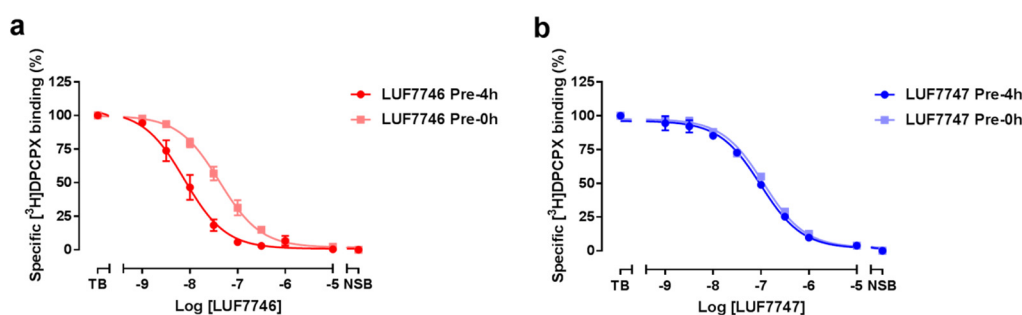 a
Specific [³H]DPCPX binding (%)
125
100
75
50
25
0
TB
-9
-8
-7
-6
-5
NSB
Log [LUF7746]
LUF7746 Pre-4h
LUF7746 Pre-0h
b
Specific [³H]DPCPX binding (%)
125
100
75
50
25
0
TB
-9
-8
-7
-6
-5
NSB
Log [LUF7747]
LUF7747 Pre-4h
LUF7747 Pre-0h